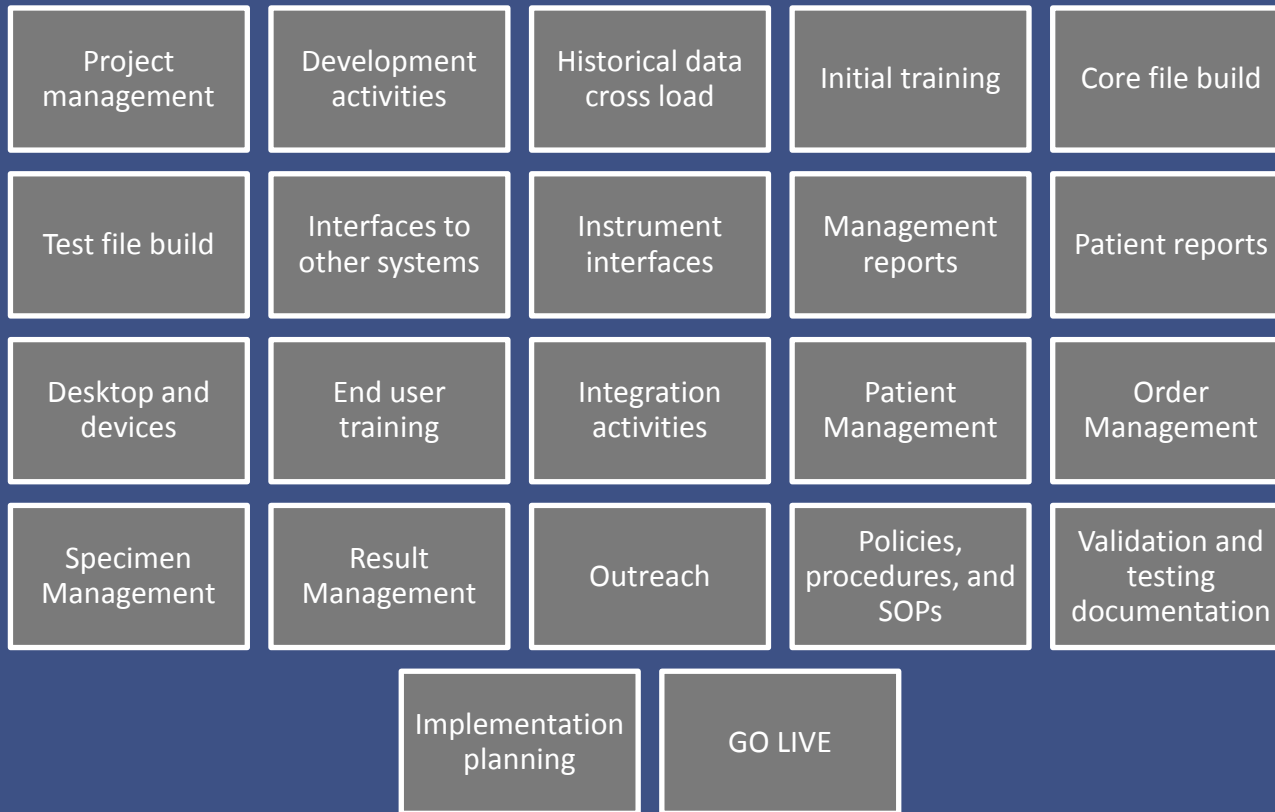 Project
management
Development
activities
Historical data
cross load
Initial training
Core file build
Test file build
Interfaces to
other systems
Instrument
interfaces
Management
reports
Patient reports
Desktop and
devices
End user
training
Integration
activities
Patient
Management
Order
Management
Specimen
Management
Result
Management
Outreach
Policies,
procedures, and
SOPs
Validation and
testing
documentation
Implementation
planning
GO LIVE